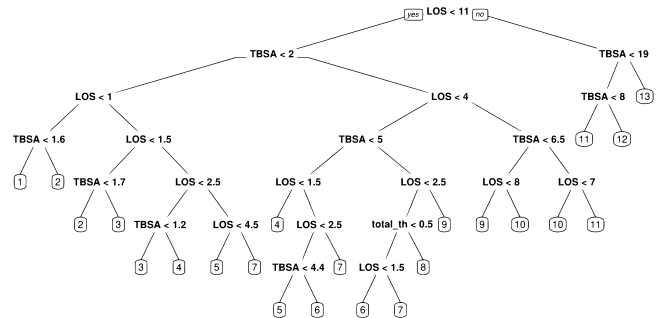 yes LOS < 11 no
TBSA < 2 TBSA < 19
LOS < 1 LOS < 4 TBSA < 8 13
TBSA < 1.6 LOS < 1.5 TBSA < 5 TBSA < 6.5 11 12
1 2 TBSA < 1.7 LOS < 2.5 LOS < 1.5 LOS < 2.5 LOS < 8 LOS < 7
2 3 TBSA < 1.2 LOS < 4.5 4 LOS < 2.5 total_th < 0.5 9 9 10 10 11
3 4 5 7 TBSA < 4.4 7 LOS < 1.5 8
5 6 6 7